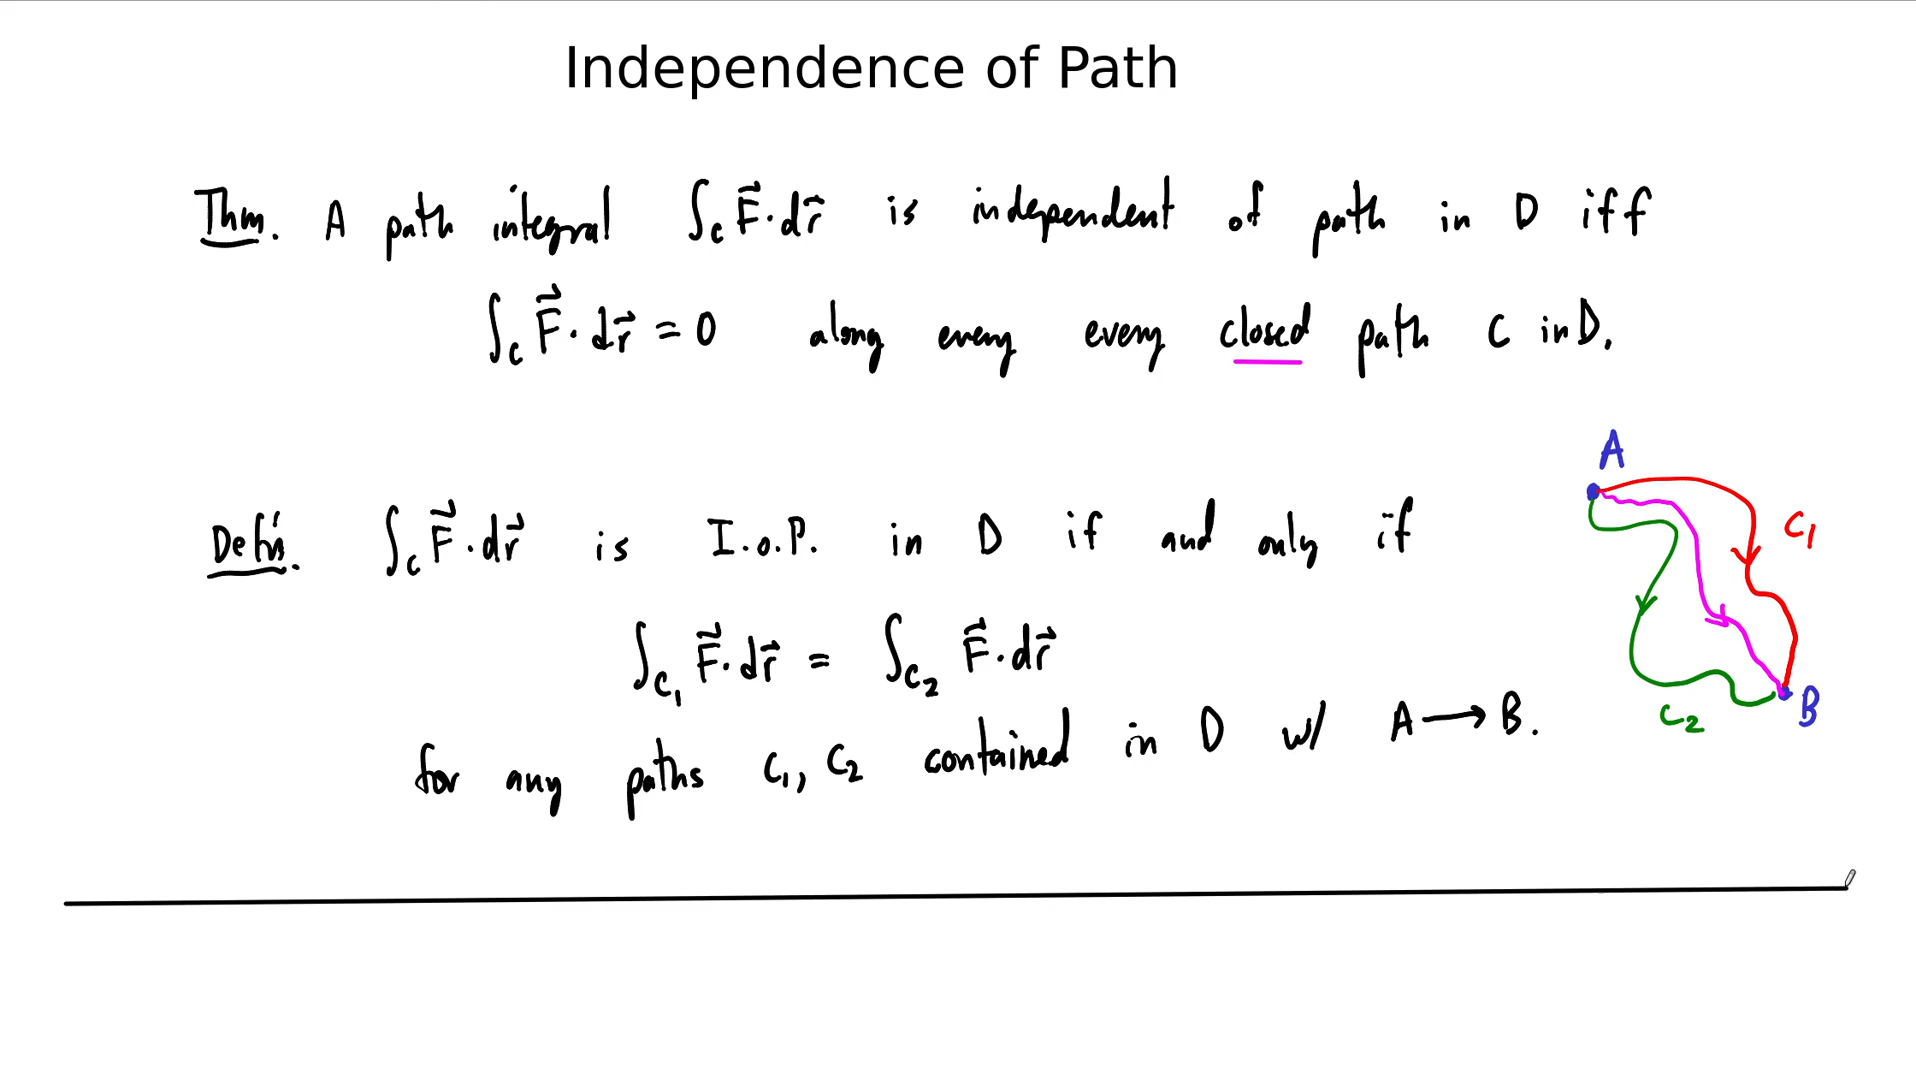 Independence of Path
Thm. A path integral ∫_C F⃗·dr⃗ is independent of path in D iff
∫_C F⃗·dr⃗ = 0 along every every closed path C in D.
A
Defn. ∫_C F⃗·dr⃗ is I.o.P. in D if and only if
C₁
∫_C₁ F⃗·dr⃗ = ∫_C₂ F⃗·dr⃗
for any paths C₁, C₂ contained in D w/ A → B.
C₂
B